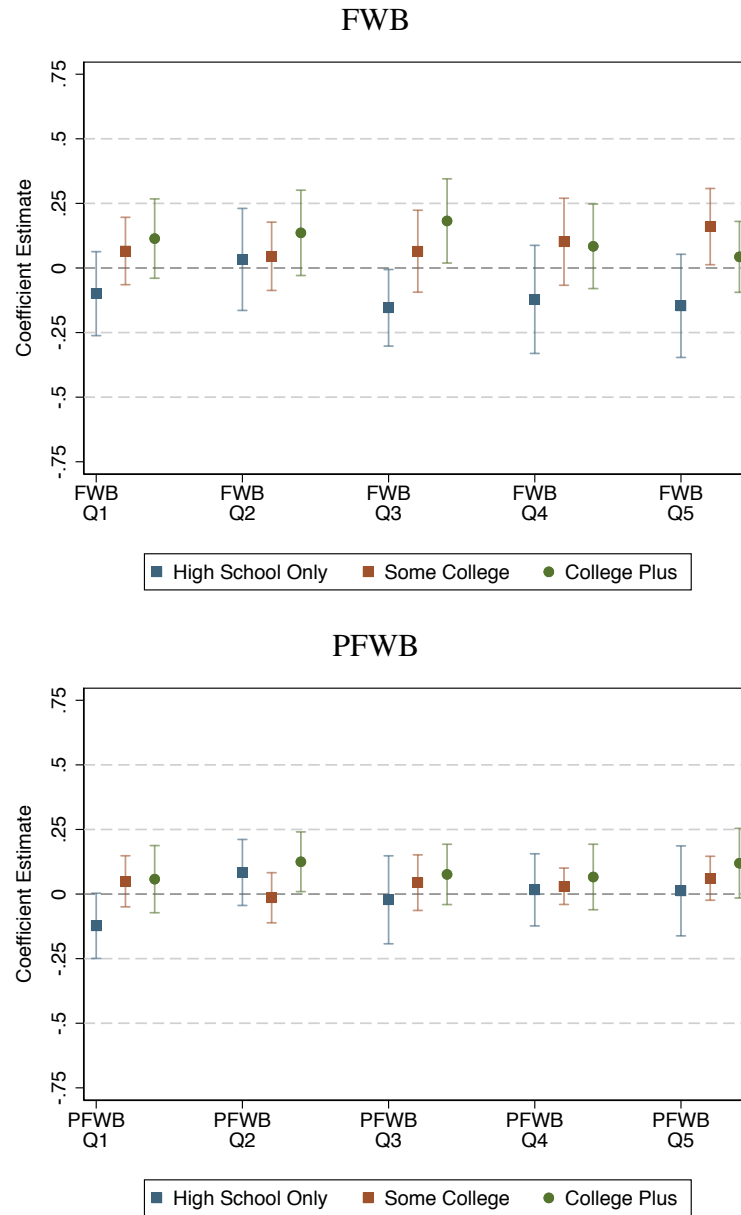 FWB
Coefficient Estimate
.75
.5
.25
0
-.25
-.5
-.75
FWB FWB FWB FWB FWB
Q1 Q2 Q3 Q4 Q5
High School Only Some College College Plus
PFWB
Coefficient Estimate
.75
.5
.25
0
-.25
-.5
-.75
PFWB PFWB PFWB PFWB PFWB
Q1 Q2 Q3 Q4 Q5
High School Only Some College College Plus